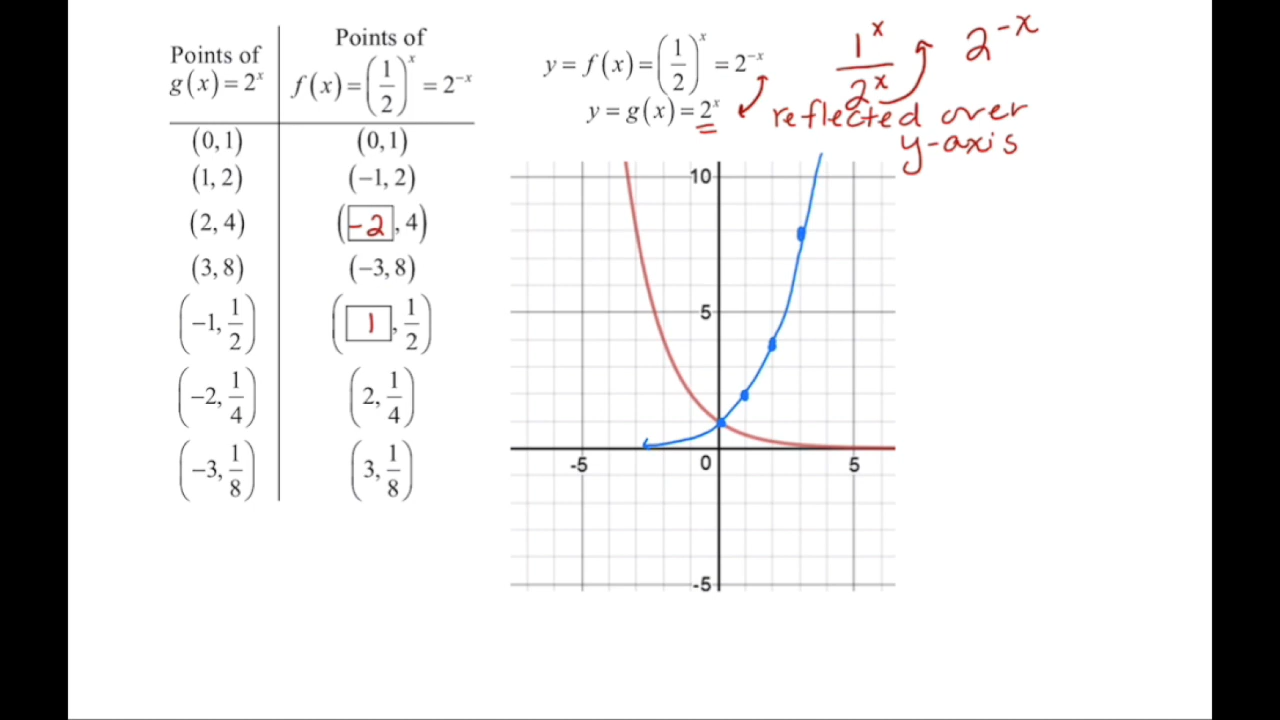 Points of g(x) = 2^x | Points of f(x) = (1/2)^x = 2^-x
(0, 1) | (0, 1)
(1, 2) | (-1, 2)
(2, 4) | (-2, 4)
(3, 8) | (-3, 8)
(-1, 1/2) | (1, 1/2)
(-2, 1/4) | (2, 1/4)
(-3, 1/8) | (3, 1/8)
y = f(x) = (1/2)^x = 2^-x
y = g(x) = 2^x
1^x/2^x 2^-x
reflected over
y-axis
10
5
-5 0 5
-5